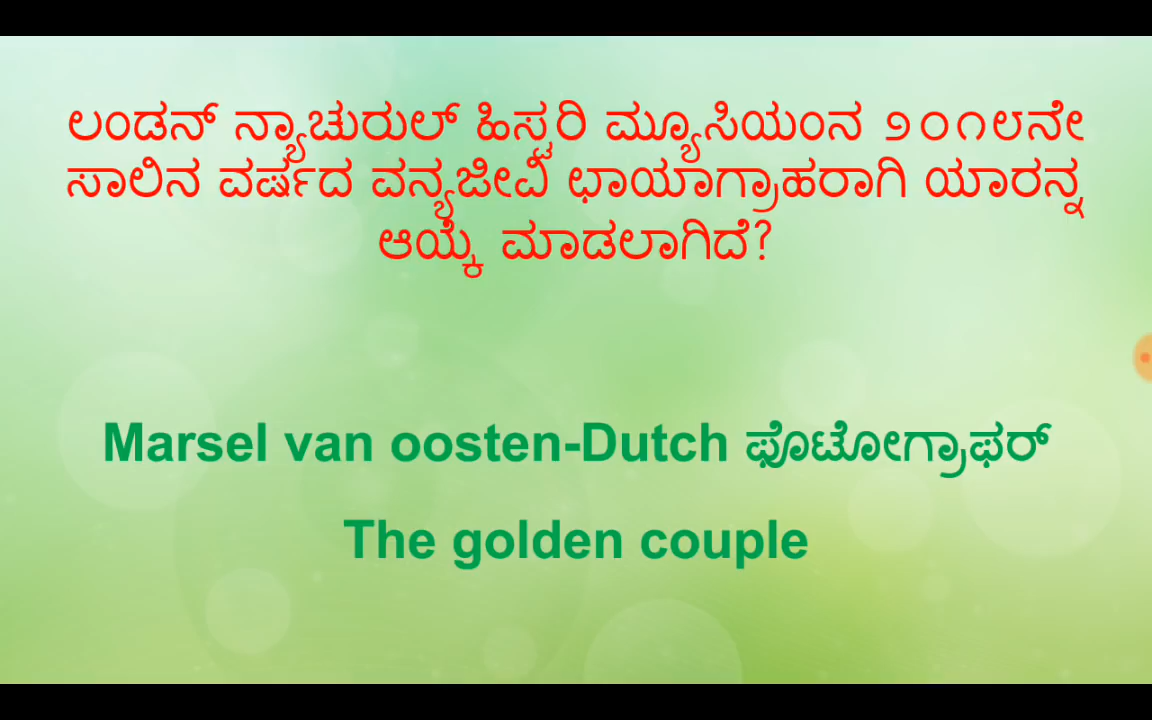 ಲಂಡನ್ ನ್ಯಾಚುರುಲ್ ಹಿಸ್ಟರಿ ಮ್ಯೂಸಿಯಂನ ೨೦೧೮ನೇ
ಸಾಲಿನ ವರ್ಷದ ವನ್ಯಜೀವಿ ಛಾಯಾಗ್ರಾಹರಾಗಿ ಯಾರನ್ನ
ಆಯ್ಕೆ ಮಾಡಲಾಗಿದೆ?
Marsel van oosten-Dutch ಫೊಟೋಗ್ರಾಫರ್
The golden couple